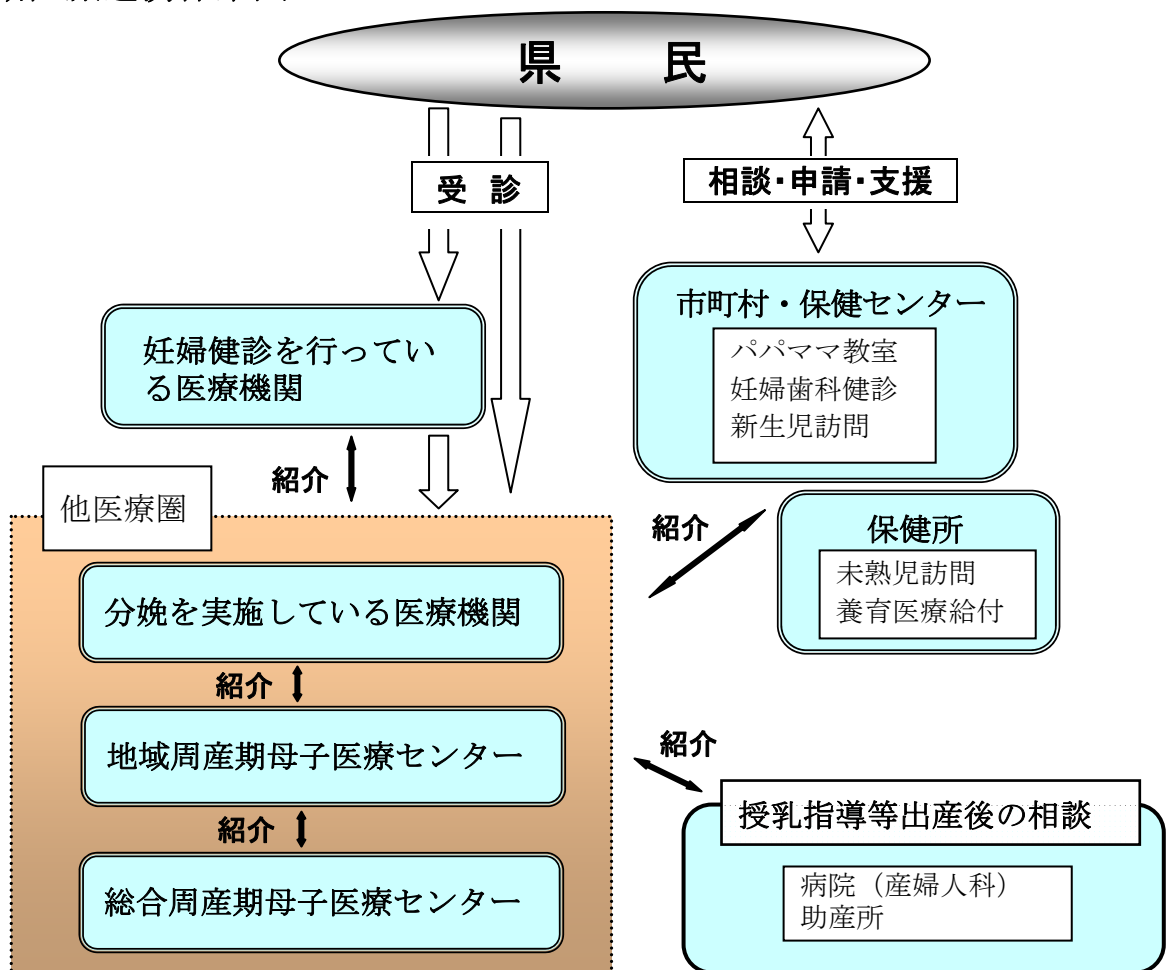 県　民
受 診
相談・申請・支援
市町村・保健センター
パパママ教室
妊婦歯科健診
新生児訪問
妊婦健診を行ってい
る医療機関
紹介
他医療圏
紹介
保健所
未熟児訪問
養育医療給付
分娩を実施している医療機関
紹介
地域周産期母子医療センター
紹介
総合周産期母子医療センター
紹介
授乳指導等出産後の相談
病院（産婦人科）
助産所